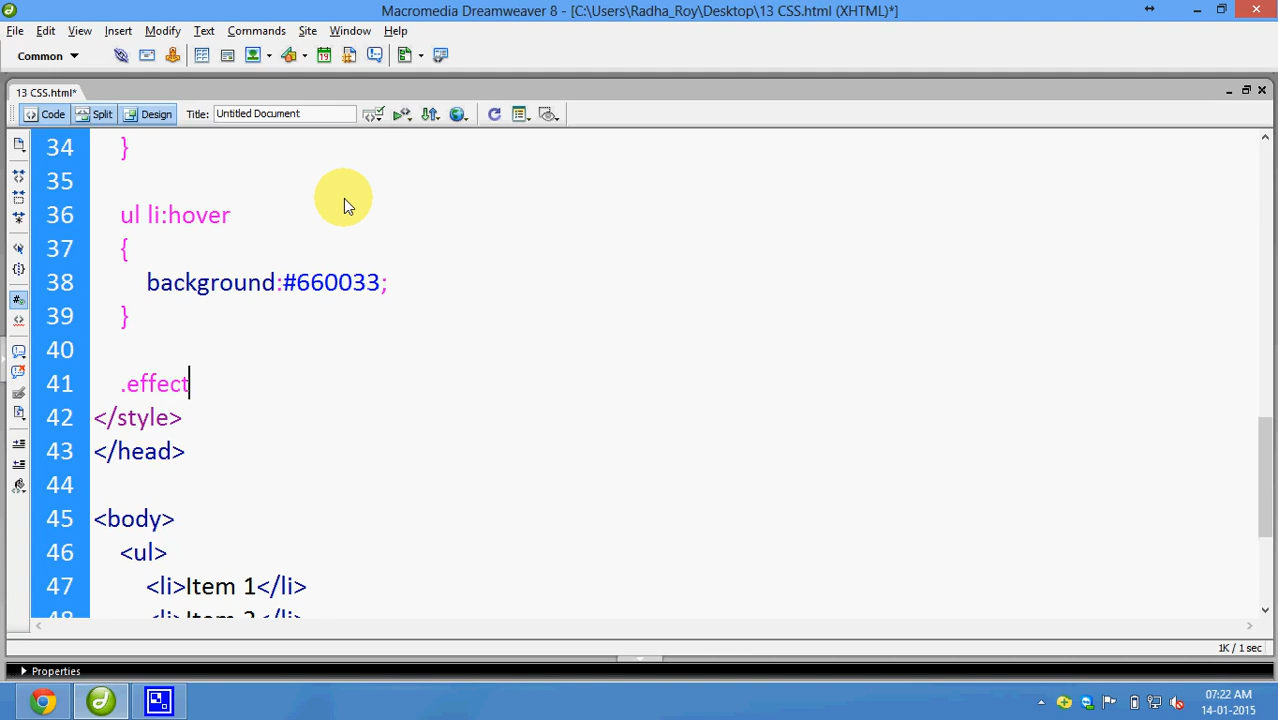 Macromedia Dreamweaver 8 - [C:\Users\Radha_Roy\Desktop\13 CSS.html (XHTML)*]
File Edit View Insert Modify Text Commands Site Window Help
Common
13 CSS.html*
Code Split Design Title: Untitled Document
34 }
35
36 ul li:hover
37 {
38 background:#660033;
39 }
40
41 .effect
42 </style>
43 </head>
44
45 <body>
46 <ul>
47 <li>Item 1</li>
1K / 1 sec
Properties
07:22 AM
14-01-2015